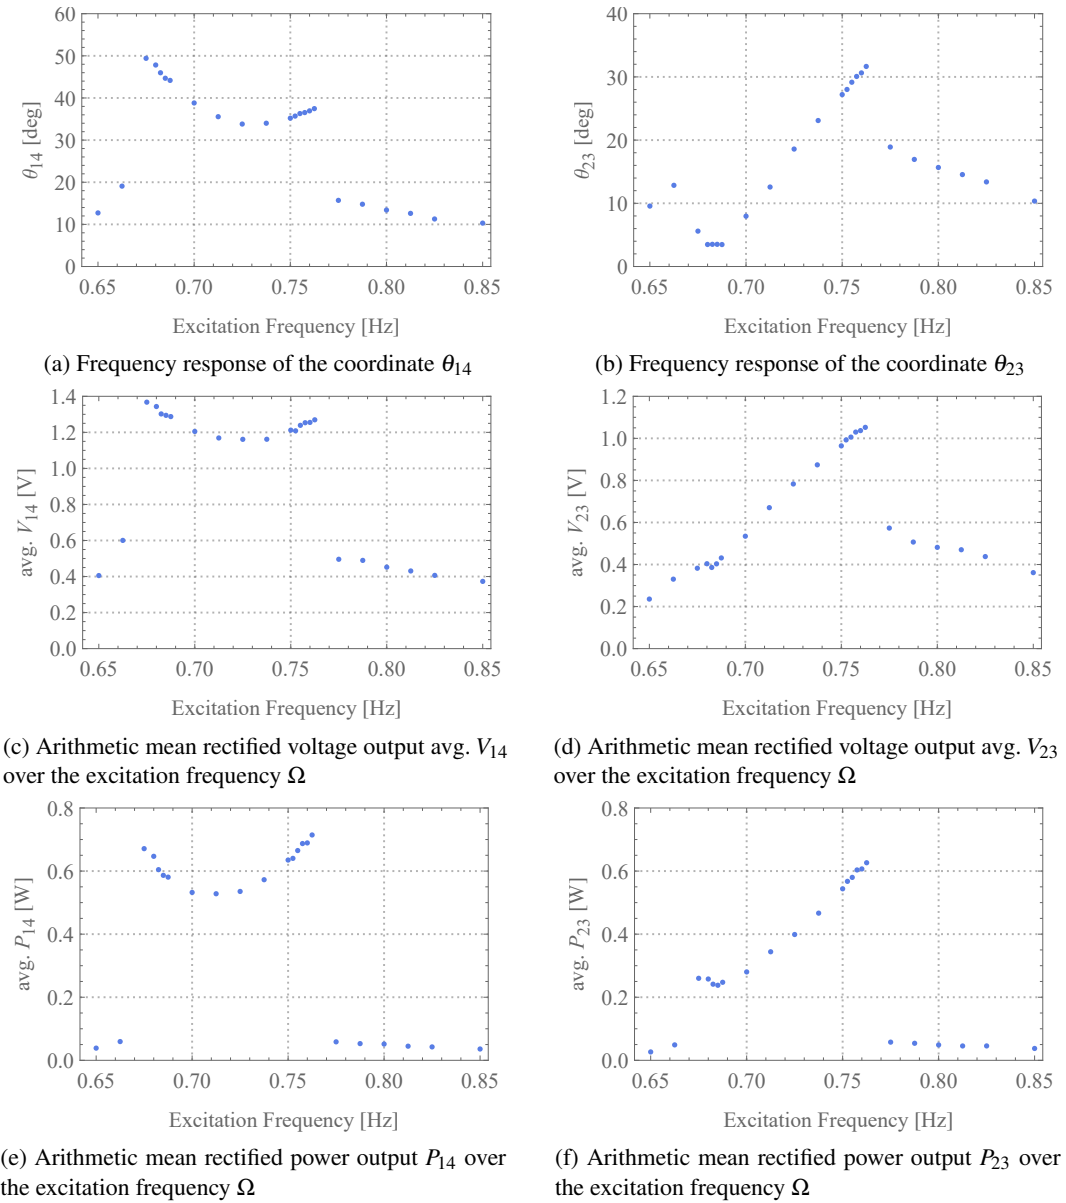 60
50
40
30
20
10
0
θ14 [deg]
0.65 0.70 0.75 0.80 0.85
Excitation Frequency [Hz]
(a) Frequency response of the coordinate θ14
40
30
20
10
0
θ23 [deg]
0.65 0.70 0.75 0.80 0.85
Excitation Frequency [Hz]
(b) Frequency response of the coordinate θ23
1.4
1.2
1.0
0.8
0.6
0.4
0.2
0.0
avg. V14 [V]
0.65 0.70 0.75 0.80 0.85
Excitation Frequency [Hz]
(c) Arithmetic mean rectified voltage output avg. V14
over the excitation frequency Ω
1.2
1.0
0.8
0.6
0.4
0.2
0.0
avg. V23 [V]
0.65 0.70 0.75 0.80 0.85
Excitation Frequency [Hz]
(d) Arithmetic mean rectified voltage output avg. V23
over the excitation frequency Ω
0.8
0.6
0.4
0.2
0.0
avg. P14 [W]
0.65 0.70 0.75 0.80 0.85
Excitation Frequency [Hz]
(e) Arithmetic mean rectified power output P14 over
the excitation frequency Ω
0.8
0.6
0.4
0.2
0.0
avg. P23 [W]
0.65 0.70 0.75 0.80 0.85
Excitation Frequency [Hz]
(f) Arithmetic mean rectified power output P23 over
the excitation frequency Ω